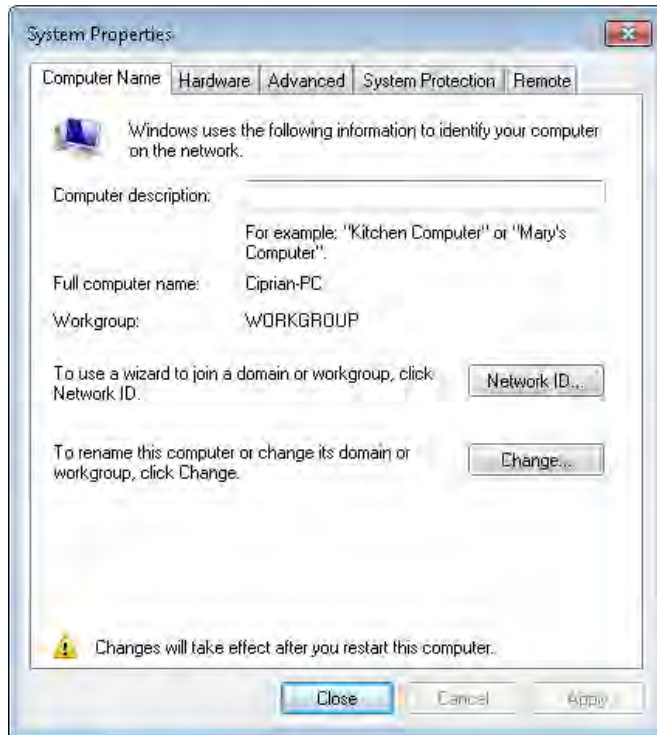 System Properties
Computer Name Hardware Advanced System Protection Remote
Windows uses the following information to identify your computer
on the network.
Computer description:
For example: "Kitchen Computer" or "Mary's
Computer".
Full computer name: Ciprian-PC
Workgroup: WORKGROUP
To use a wizard to join a domain or workgroup, click
Network ID.
Network ID...
To rename this computer or change its domain or
workgroup, click Change.
Change...
Changes will take effect after you restart this computer.
Close Cancel Apply